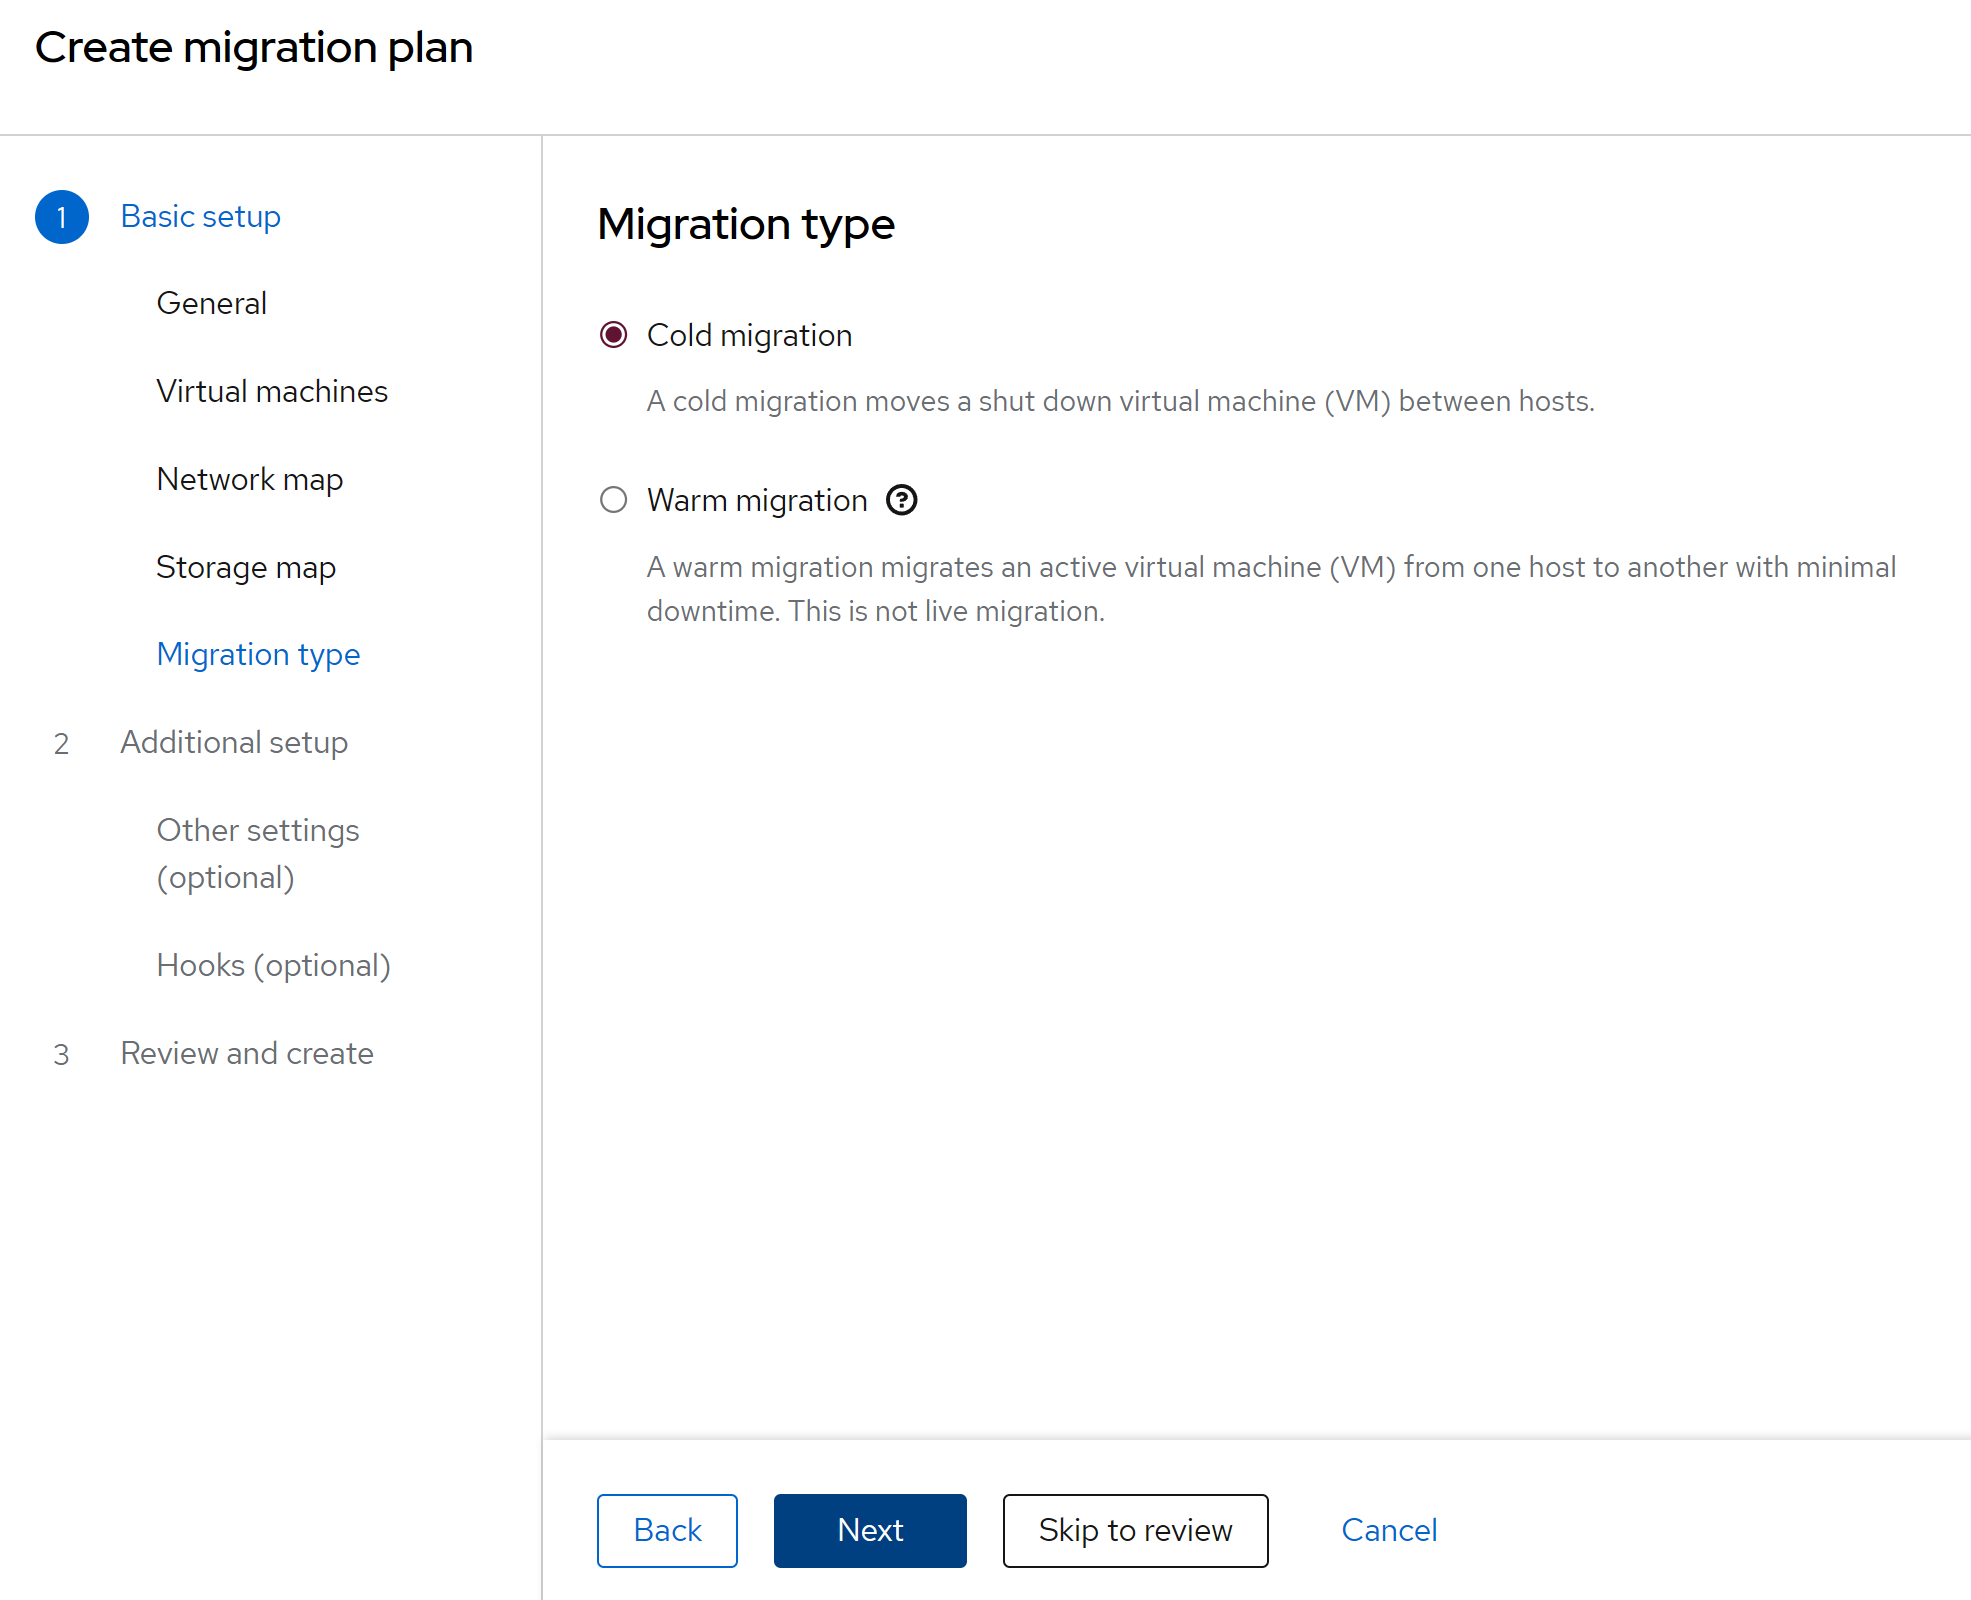 Create migration plan
1 Basic setup
General
Virtual machines
Network map
Storage map
Migration type
2 Additional setup
Other settings
(optional)
Hooks (optional)
3 Review and create
Migration type
Cold migration
A cold migration moves a shut down virtual machine (VM) between hosts.
Warm migration ?
A warm migration migrates an active virtual machine (VM) from one host to another with minimal
downtime. This is not live migration.
Back Next Skip to review Cancel